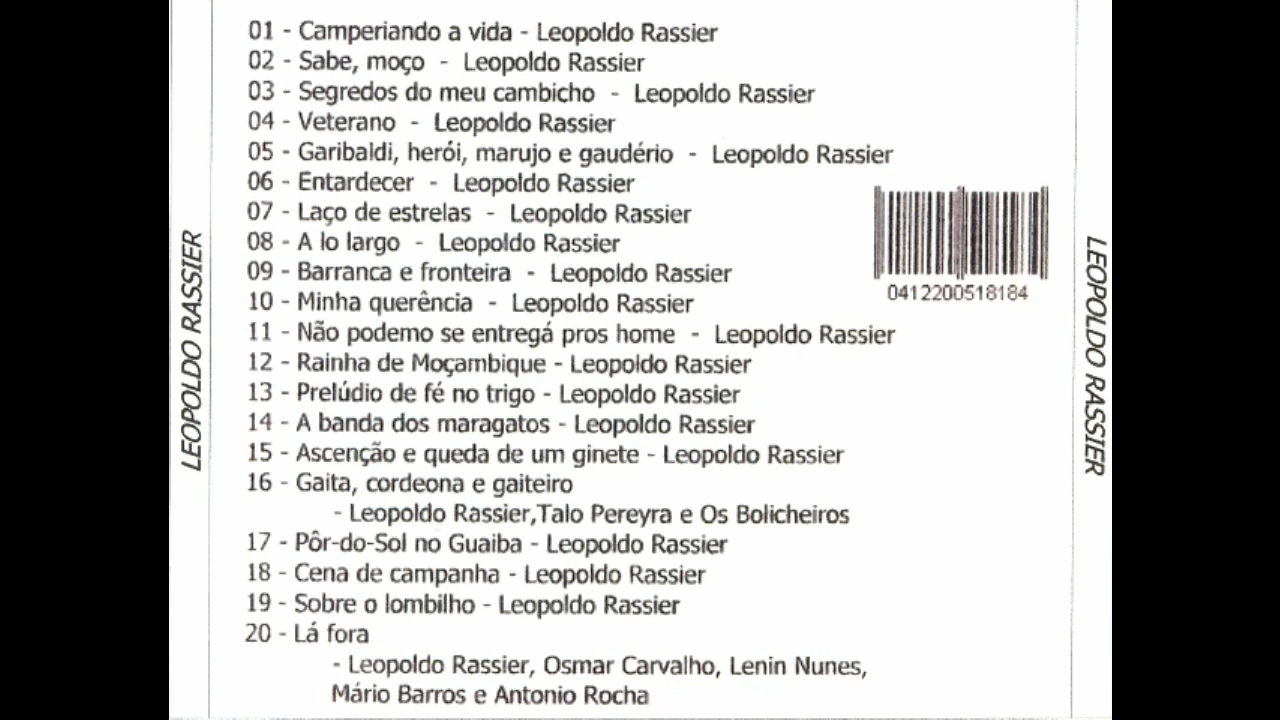 01 - Camperiando a vida - Leopoldo Rassier
02 - Sabe, moço - Leopoldo Rassier
03 - Segredos do meu cambicho - Leopoldo Rassier
04 - Veterano - Leopoldo Rassier
05 - Garibaldi, herói, marujo e gaudério - Leopoldo Rassier
06 - Entardecer - Leopoldo Rassier
07 - Laço de estrelas - Leopoldo Rassier
08 - A lo largo - Leopoldo Rassier
09 - Barranca e fronteira - Leopoldo Rassier
10 - Minha querência - Leopoldo Rassier
11 - Não podemo se entregá pros home - Leopoldo Rassier
12 - Rainha de Moçambique - Leopoldo Rassier
13 - Prelúdio de fé no trigo - Leopoldo Rassier
14 - A banda dos maragatos - Leopoldo Rassier
15 - Ascenção e queda de um ginete - Leopoldo Rassier
16 - Gaita, cordeona e gaiteiro
- Leopoldo Rassier,Talo Pereyra e Os Bolicheiros
17 - Pôr-do-Sol no Guaiba - Leopoldo Rassier
18 - Cena de campanha - Leopoldo Rassier
19 - Sobre o lombilho - Leopoldo Rassier
20 - Lá fora
- Leopoldo Rassier, Osmar Carvalho, Lenin Nunes,
Mário Barros e Antonio Rocha
0412200518184
LEOPOLDO RASSIER
LEOPOLDO RASSIER